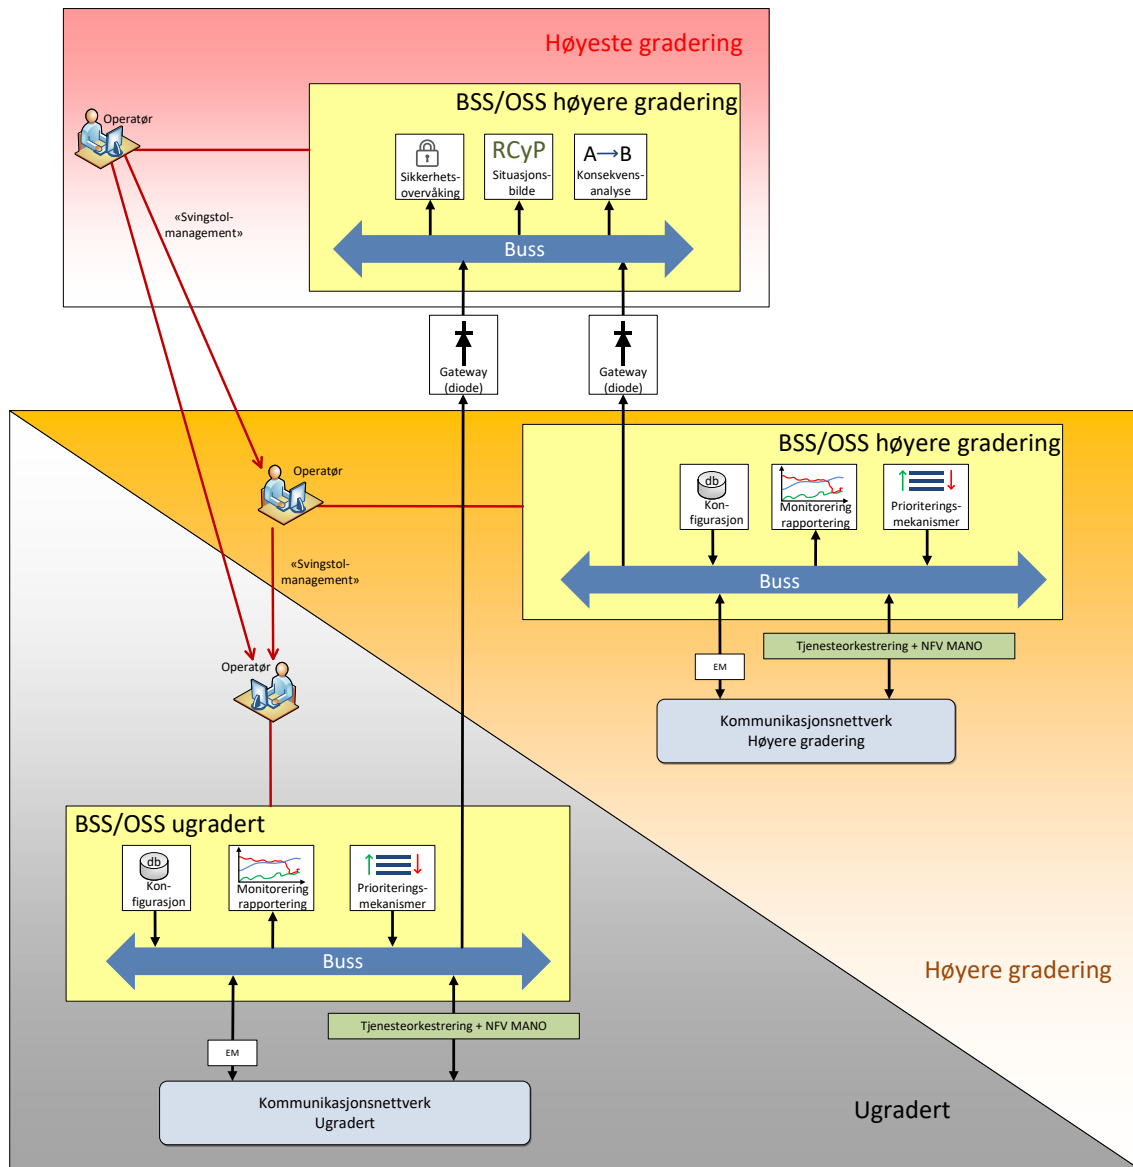 Høyeste gradering
BSS/OSS høyere gradering
Operatør
RCyP
A→B
Sikkerhets-
overvåking
Situasjons-
bilde
Konsekvens-
analyse
«Svingstol-
management»
Buss
Gateway
(diode)
Gateway
(diode)
BSS/OSS høyere gradering
Operatør
db
Kon-
figurasjon
Monitorering
rapportering
Prioriterings-
mekanismer
«Svingstol-
management»
Buss
Tjenesteorkestrering + NFV MANO
EM
Operatør
Kommunikasjonsnettverk
Høyere gradering
BSS/OSS ugradert
db
Kon-
figurasjon
Monitorering
rapportering
Prioriterings-
mekanismer
Buss
Høyere gradering
Tjenesteorkestrering + NFV MANO
EM
Kommunikasjonsnettverk
Ugradert
Ugradert